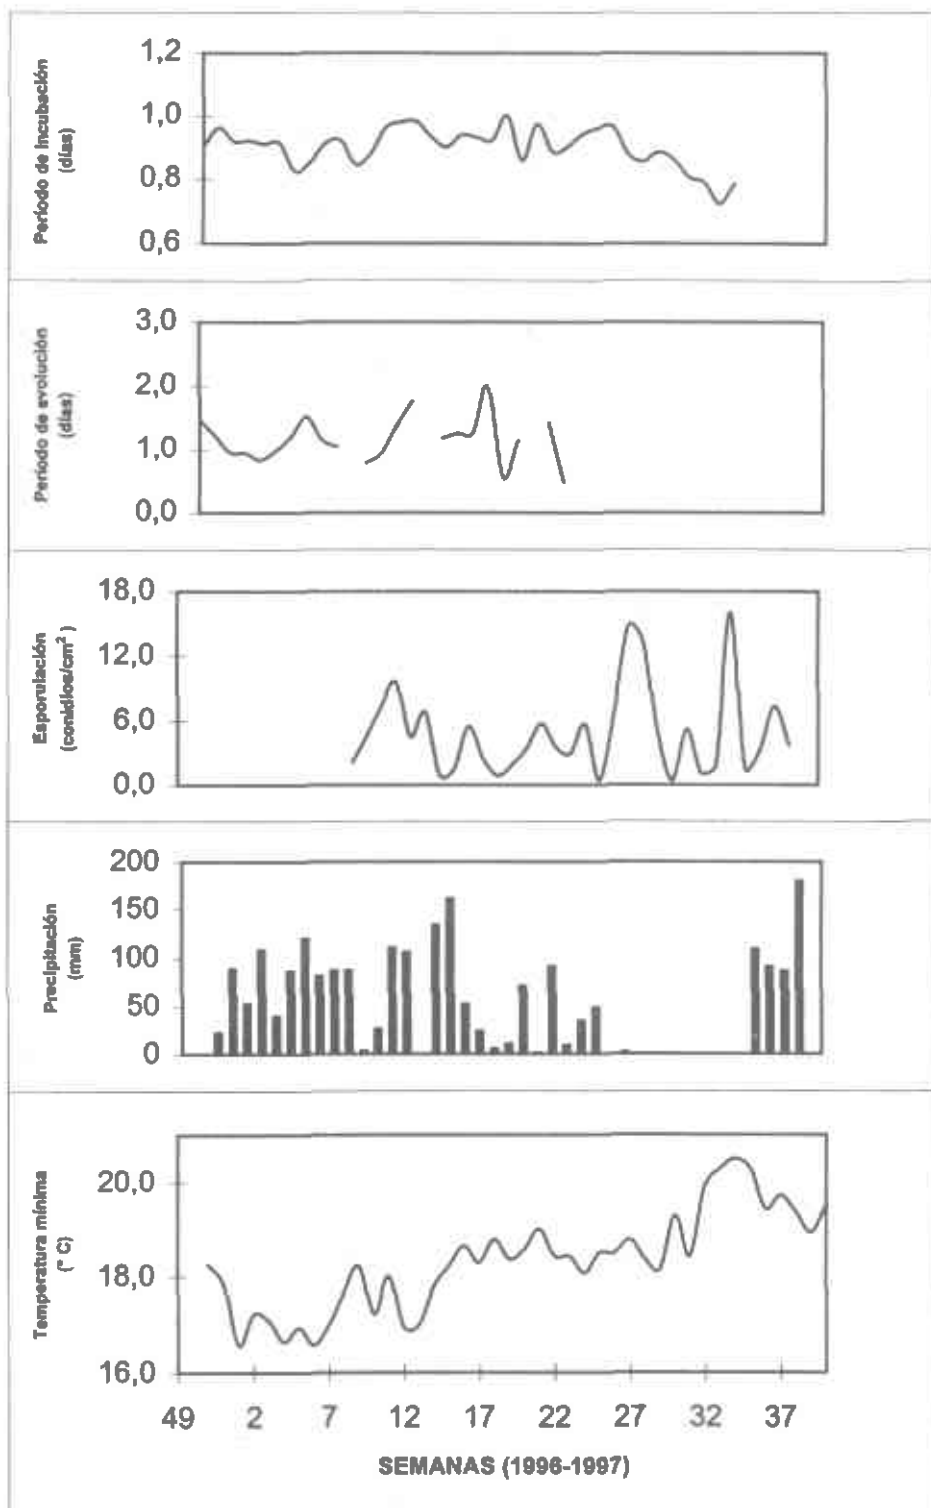 Período de incubación
(días)
1,2
1,0
0,8
0,6
Período de evolución
(días)
3,0
2,0
1,0
0,0
Esporulación
(conidios/cm²)
18,0
12,0
6,0
0,0
Precipitación
(mm)
200
150
100
50
0
Temperatura mínima
(° C)
20,0
18,0
16,0
49 2 7 12 17 22 27 32 37
SEMANAS (1996-1997)